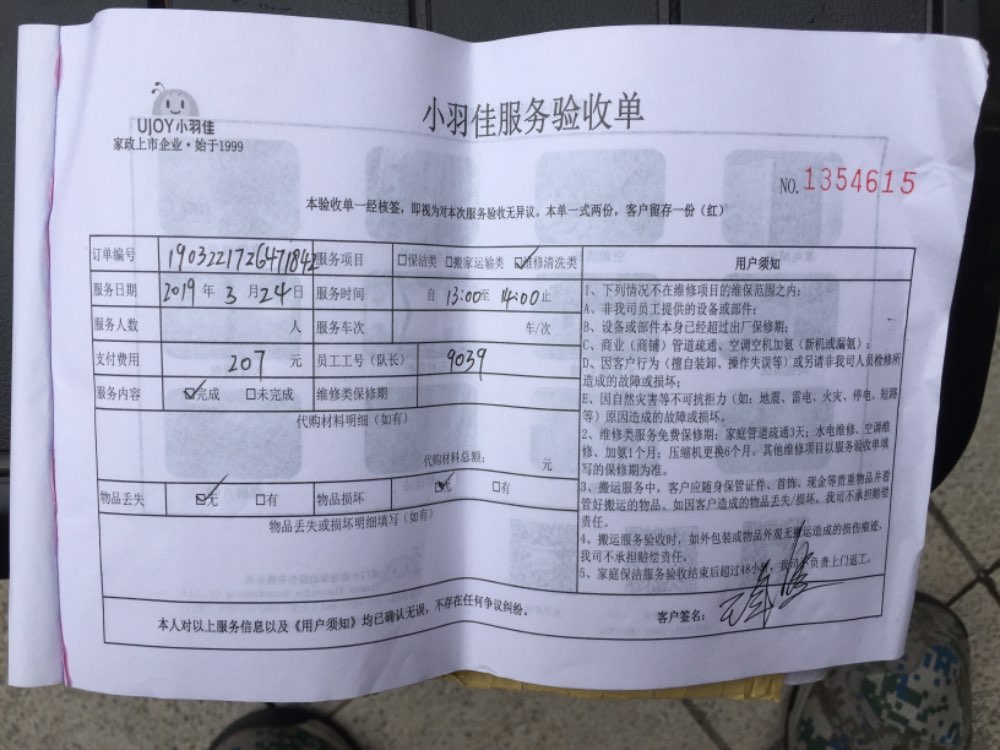 UJOY小羽佳
家政上市企业·始于1999
小羽佳服务验收单
NO.1354615
本验收单一经核签，即视为对本次服务验收无异议。本单一式两份，客户留存一份（红）
订单编号 1903221726471842 服务项目 □保洁类 □搬家运输类 ☑维修清洗类
服务日期 2019 年 3 月 24 日 服务时间 自 13:00 至 14:00 止
服务人数 人 服务车次 车/次
支付费用 207 元 员工工号（队长） 9039
服务内容 ☑完成 □未完成 维修类保修期
代购材料明细（如有）
代购材料总额： 元
物品丢失 ☑无 □有 物品损坏 ☑无 □有
物品丢失或损坏明细填写（如有）
用户须知
1、下列情况不在维修项目的维保范围之内：
A、非我司员工提供的设备或部件；
B、设备或部件本身已经超过出厂保修期；
C、商业（商铺）管道疏通、空调空机加氨（新机或漏氨）；
D、因客户行为（擅自装卸、操作失误等）或另请非我司人员检修所
造成的故障或损坏；
E、因自然灾害等不可抗拒力（如：地震、雷电、火灾、停电、短路
等）原因造成的故障或损坏。
2、维修类服务免费保修期：家庭管道疏通3天；水电维修、空调维
修、加氨1个月；压缩机更换6个月。其他维修项目以服务验收单填
写的保修期为准。
3、搬运服务中，客户应随身保管证件、首饰、现金等贵重物品并看
管好搬运的物品。如因客户造成的物品丢失/损坏，我司不承担赔偿
责任。
4、搬运服务验收时，如外包装或物品外观无搬运造成的损伤痕迹，
我司不承担赔偿责任。
5、家庭保洁服务验收结束后超过48小时，我司不负责上门返工。
本人对以上服务信息以及《用户须知》均已确认无误，不存在任何争议纠纷。
客户签名：